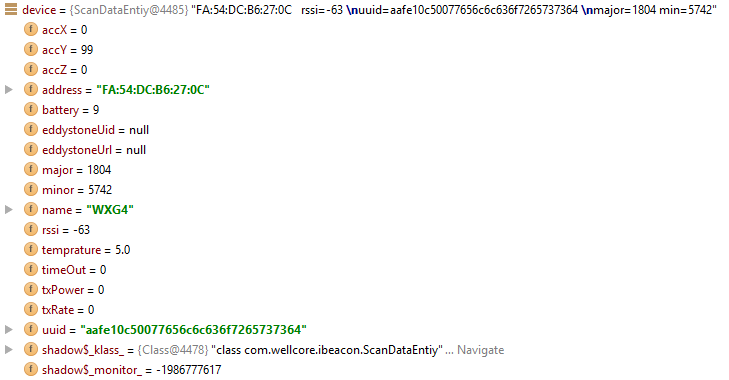 device = {ScanDataEntiy@4485} "FA:54:DC:B6:27:0C   rssi=-63 \nuuid=aafe10c50077656c6c636f7265737364 \nmajor=1804 min=5742"
f accX = 0
f accY = 99
f accZ = 0
f address = "FA:54:DC:B6:27:0C"
f battery = 9
f eddystoneUid = null
f eddystoneUrl = null
f major = 1804
f minor = 5742
f name = "WXG4"
f rssi = -63
f temprature = 5.0
f timeOut = 0
f txPower = 0
f txRate = 0
f uuid = "aafe10c50077656c6c636f7265737364"
f shadow$_klass_ = {Class@4478} "class com.wellcore.ibeacon.ScanDataEntiy" ... Navigate
f shadow$_monitor_ = -1986777617